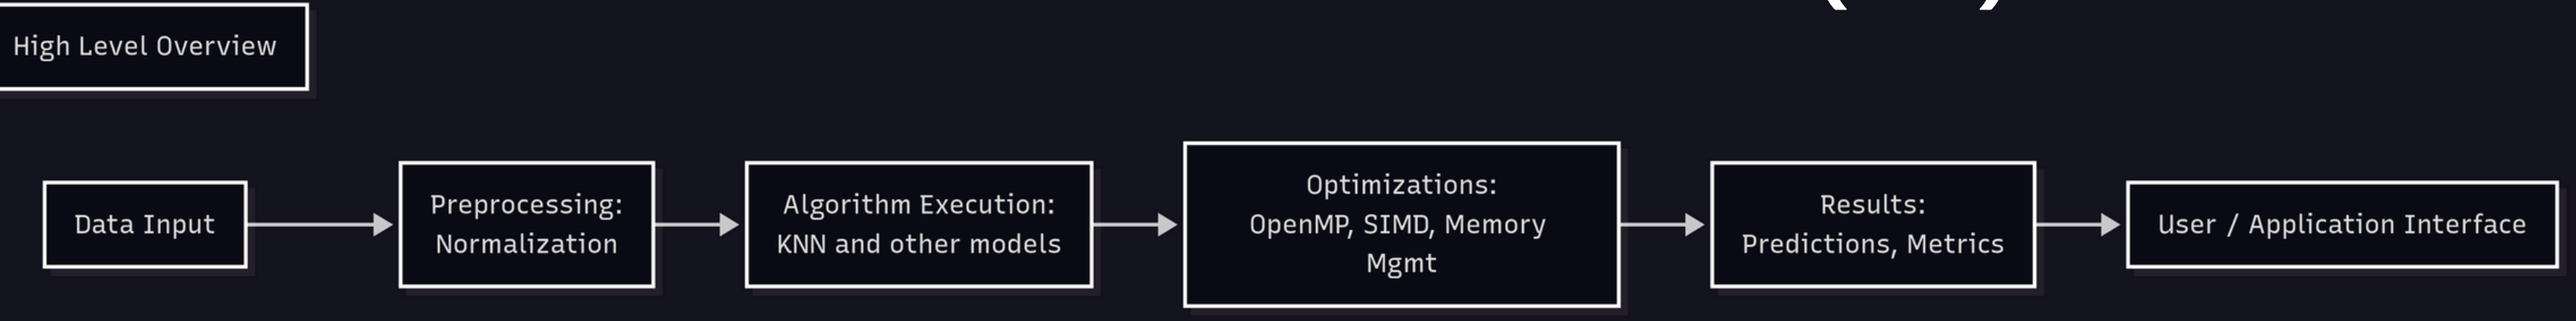 High Level Overview
Data Input
Preprocessing:
Normalization
Algorithm Execution:
KNN and other models
Optimizations:
OpenMP, SIMD, Memory
Mgmt
Results:
Predictions, Metrics
User / Application Interface